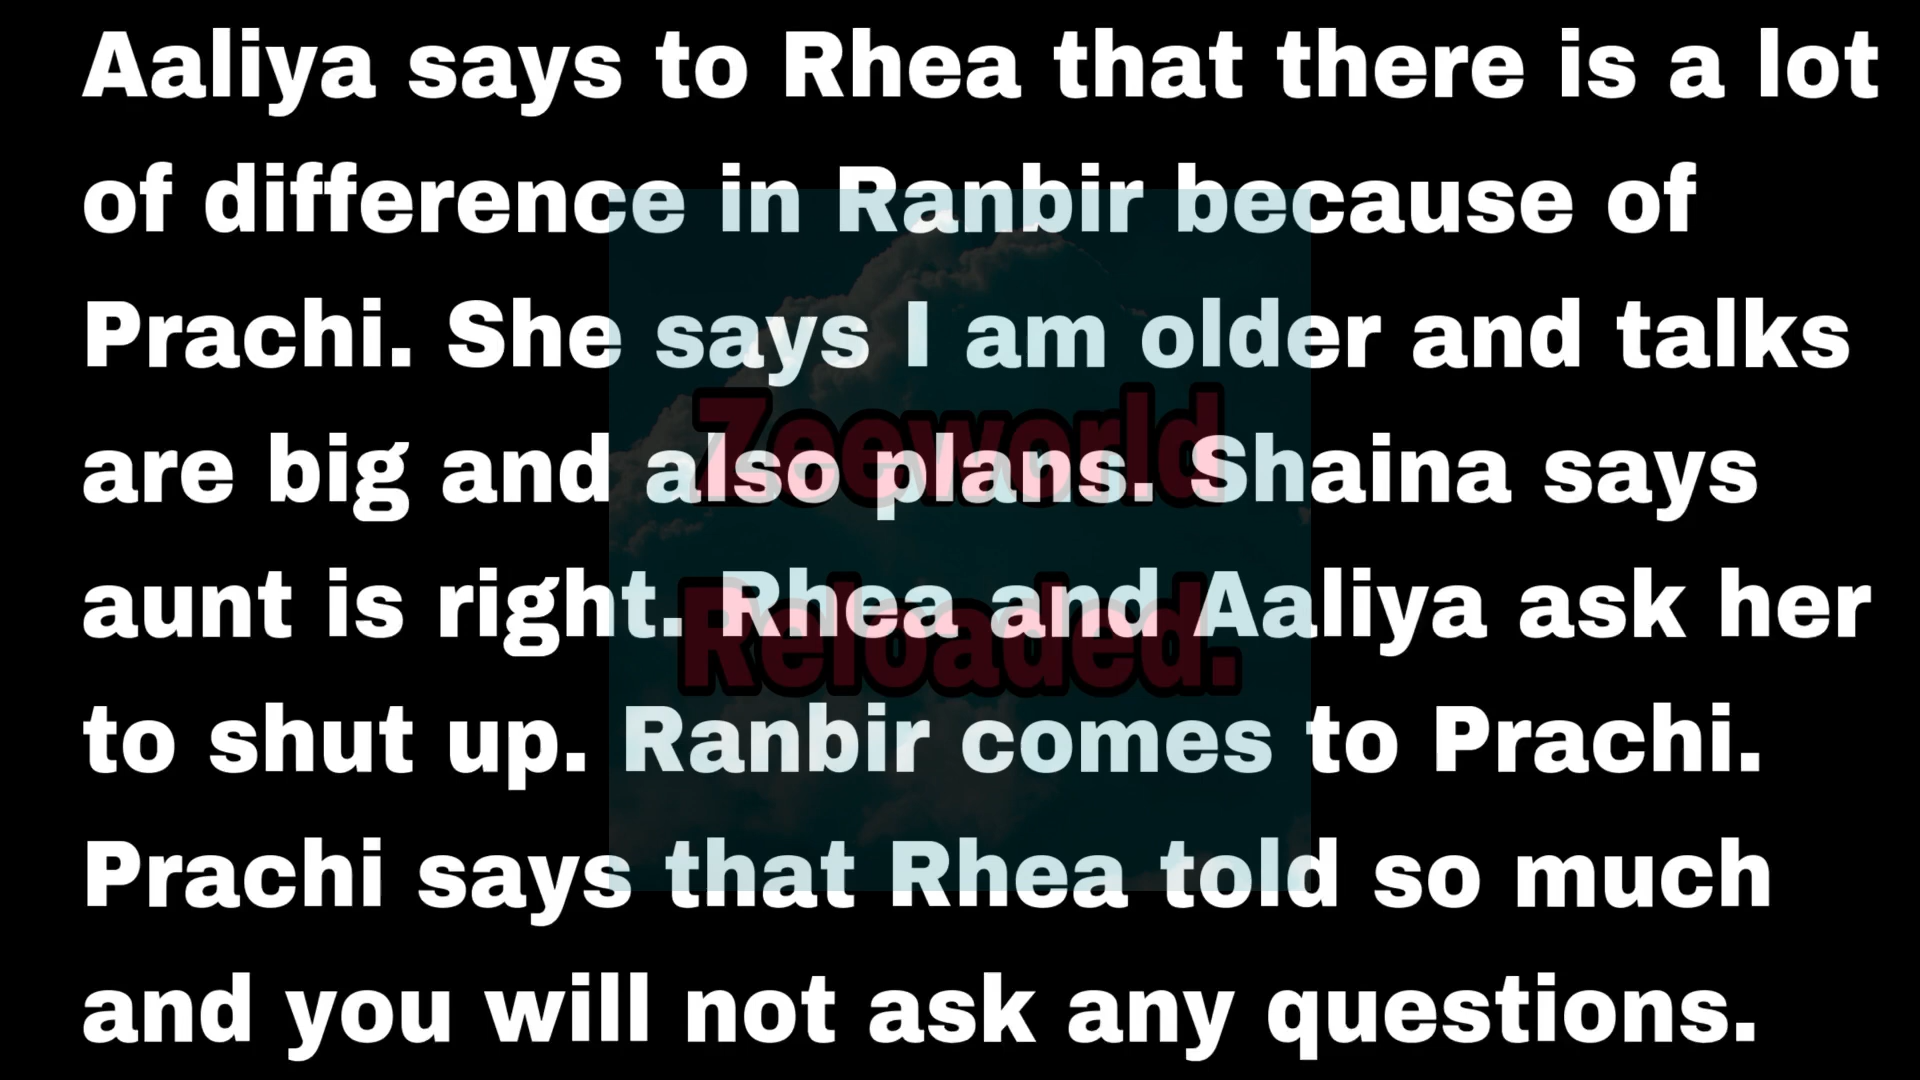 Aaliya says to Rhea that there is a lot
of difference in Ranbir because of
Prachi. She says I am older and talks
are big and also plans. Shaina says
aunt is right. Rhea and Aaliya ask her
to shut up. Ranbir comes to Prachi.
Prachi says that Rhea told so much
and you will not ask any questions.
Zeeworld
Reloaded.